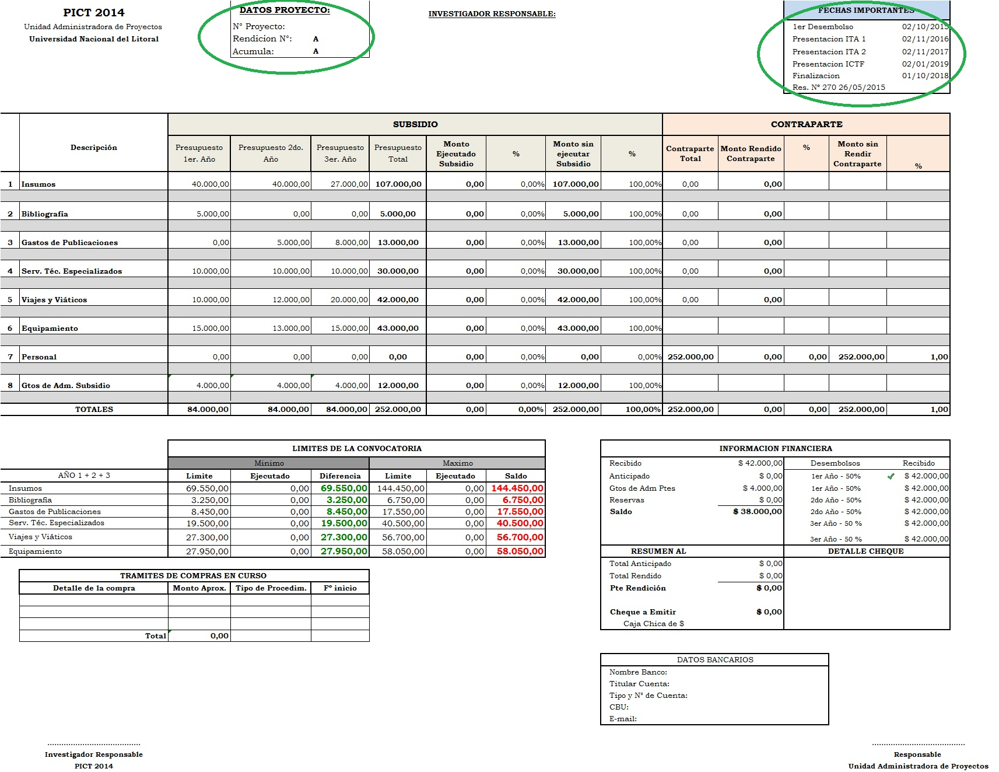 PICT 2014
Unidad Administradora de Proyectos
Universidad Nacional del Litoral
DATOS PROYECTO:
N° Proyecto:
Rendicion N°: A
Acumula: A
INVESTIGADOR RESPONSABLE:
FECHAS IMPORTANTES
1er Desembolso 02/10/2015
Presentacion ITA 1 02/11/2016
Presentacion ITA 2 02/11/2017
Presentacion ICTF 02/01/2019
Finalizacion 01/10/2018
Res. Nº 270 26/05/2015
SUBSIDIO CONTRAPARTE
Descripción Presupuesto 1er. Año Presupuesto 2do. Año Presupuesto 3er. Año Presupuesto Total Monto Ejecutado Subsidio % Monto sin ejecutar Subsidio % Contraparte Total Monto Rendido Contraparte % Monto sin Rendir Contraparte %
1 Insumos 40.000,00 40.000,00 27.000,00 107.000,00 0,00 0,00% 107.000,00 100,00% 0,00 0,00
2 Bibliografía 5.000,00 0,00 0,00 5.000,00 0,00 0,00% 5.000,00 100,00% 0,00 0,00
3 Gastos de Publicaciones 0,00 5.000,00 8.000,00 13.000,00 0,00 0,00% 13.000,00 100,00% 0,00 0,00
4 Serv. Téc. Especializados 10.000,00 10.000,00 10.000,00 30.000,00 0,00 0,00% 30.000,00 100,00% 0,00 0,00
5 Viajes y Viáticos 10.000,00 12.000,00 20.000,00 42.000,00 0,00 0,00% 42.000,00 100,00% 0,00 0,00
6 Equipamiento 15.000,00 13.000,00 15.000,00 43.000,00 0,00 0,00% 43.000,00 100,00%
7 Personal 0,00 0,00 0,00 0,00 0,00 0,00% 0,00 0,00% 252.000,00 0,00 0,00 252.000,00 1,00
8 Gtos de Adm. Subsidio 4.000,00 4.000,00 4.000,00 12.000,00 0,00 0,00% 12.000,00 100,00%
TOTALES 84.000,00 84.000,00 84.000,00 252.000,00 0,00 0,00% 252.000,00 100,00% 252.000,00 0,00 0,00 252.000,00 1,00
LIMITES DE LA CONVOCATORIA
Minimo Maximo
AÑO 1 + 2 + 3 Limite Ejecutado Diferencia Limite Ejecutado Saldo
Insumos 69.550,00 0,00 69.550,00 144.450,00 0,00 144.450,00
Bibliografia 3.250,00 0,00 3.250,00 6.750,00 0,00 6.750,00
Gastos de Publicaciones 8.450,00 0,00 8.450,00 17.550,00 0,00 17.550,00
Serv. Téc. Especializados 19.500,00 0,00 19.500,00 40.500,00 0,00 40.500,00
Viajes y Viáticos 27.300,00 0,00 27.300,00 56.700,00 0,00 56.700,00
Equipamiento 27.950,00 0,00 27.950,00 58.050,00 0,00 58.050,00
INFORMACION FINANCIERA
Recibido $ 42.000,00 Desembolsos Recibido
Anticipado $ 0,00 1er Año - 50% $ 42.000,00
Gtos de Adm Ptes $ 4.000,00 1er Año - 50% $ 42.000,00
Reservas $ 0,00 2do Año - 50% $ 42.000,00
Saldo $ 38.000,00 2do Año - 50% $ 42.000,00
3er Año - 50 % $ 42.000,00
3er Año - 50 % $ 42.000,00
RESUMEN AL DETALLE CHEQUE
Total Anticipado $ 0,00
Total Rendido $ 0,00
Pte Rendición $ 0,00
Cheque a Emitir $ 0,00
Caja Chica de $
TRAMITES DE COMPRAS EN CURSO
Detalle de la compra Monto Aprox. Tipo de Procedim. Fº inicio
Total 0,00
DATOS BANCARIOS
Nombre Banco:
Titular Cuenta:
Tipo y N° de Cuenta:
CBU:
E-mail:
Investigador Responsable
PICT 2014
Responsable
Unidad Administradora de Proyectos